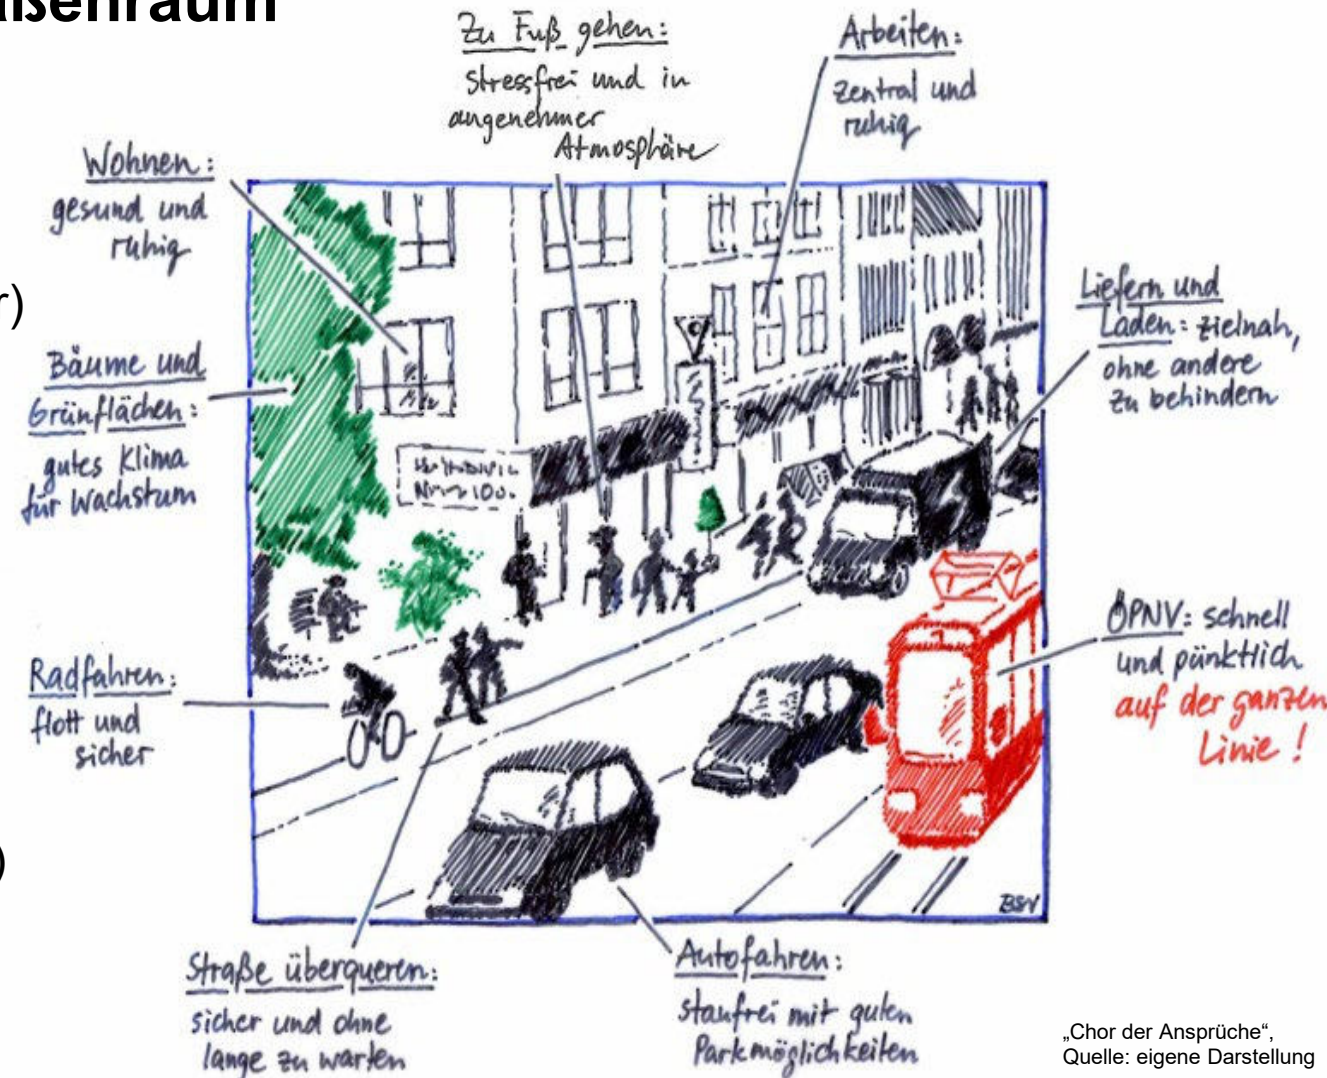 ßenraum
Zu Fuß gehen:
stressfrei und in
angenehmer
Atmosphäre
Arbeiten:
zentral und
ruhig
Wohnen:
gesund und
ruhig
r)
Liefern und
Laden: zielnah,
ohne andere
zu behindern
Bäume und
Grünflächen:
gutes Klima
für Wachstum
ÖPNV: schnell
und pünktlich
auf der ganzen
Linie!
Radfahren:
flott und
sicher
)
BSV
Straße überqueren:
sicher und ohne
lange zu warten
Autofahren:
staufrei mit guten
Parkmöglichkeiten
„Chor der Ansprüche“,
Quelle: eigene Darstellung